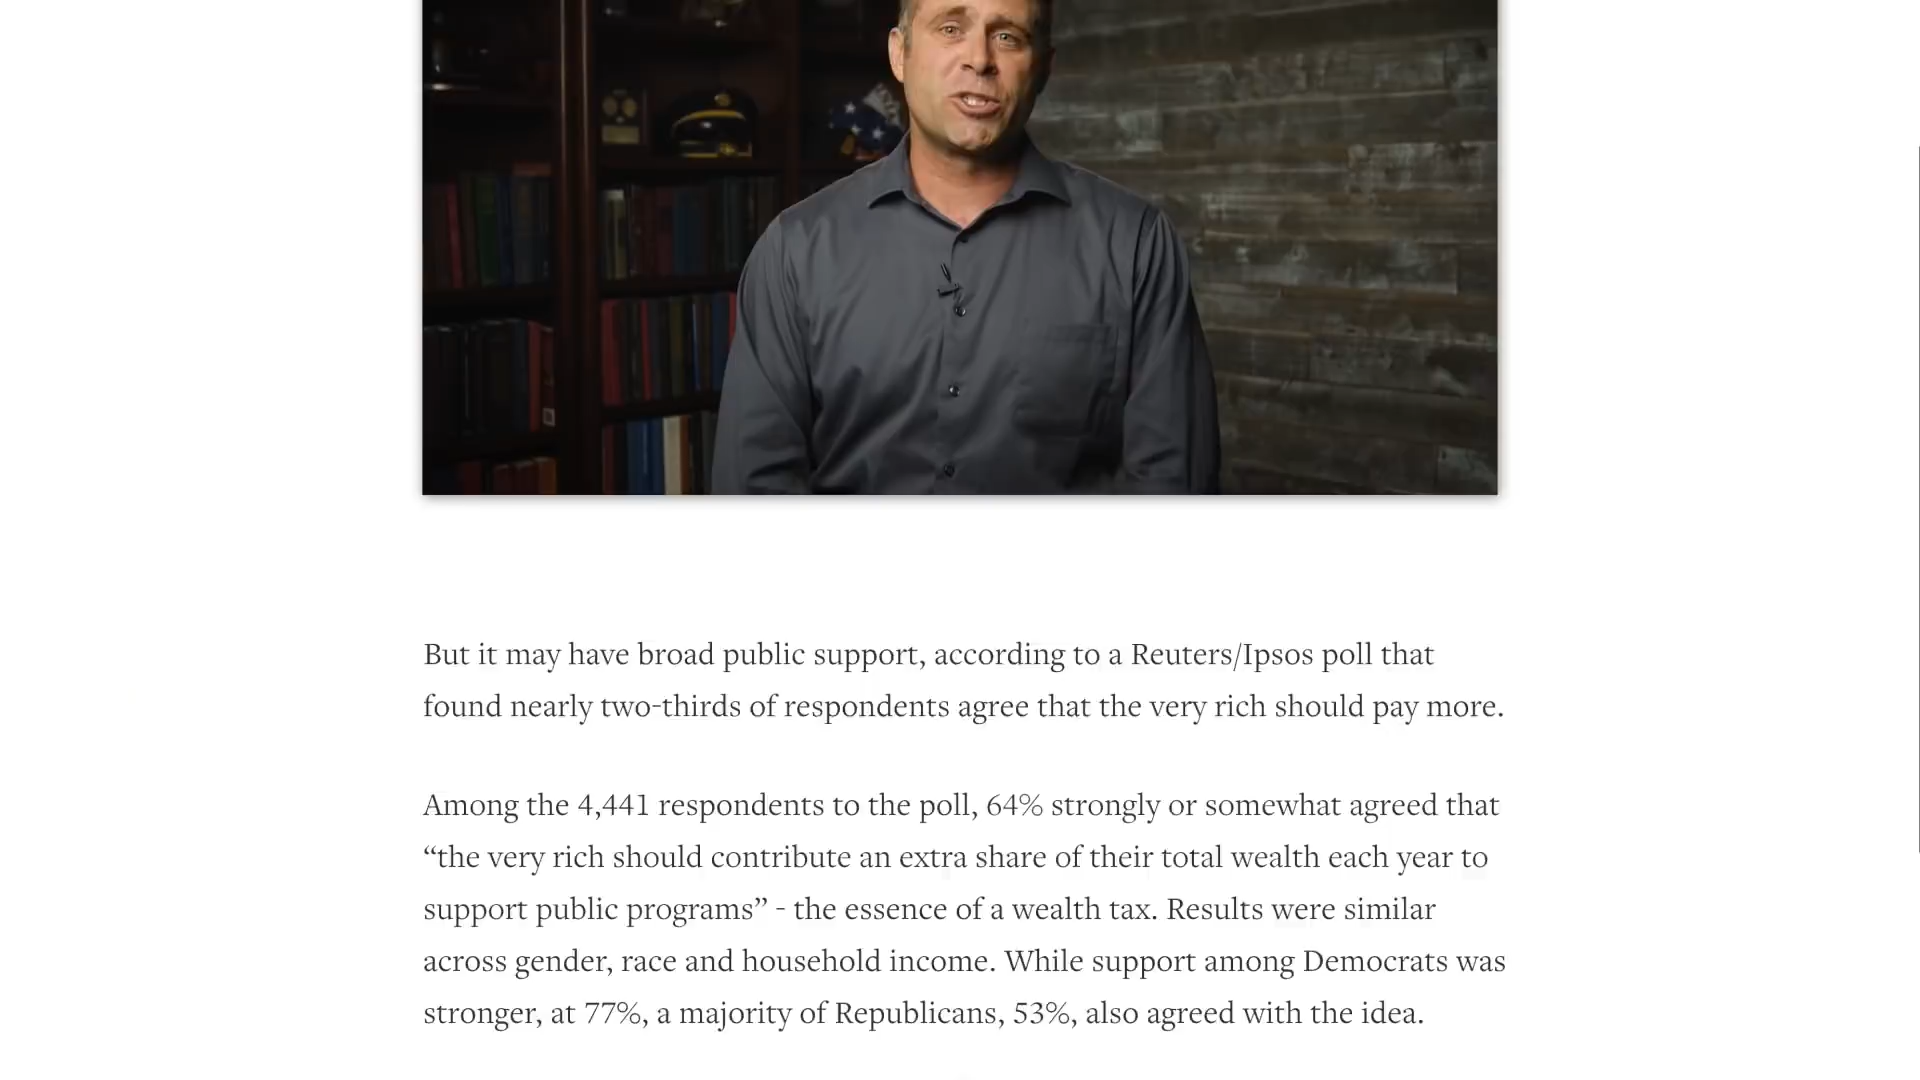 But it may have broad public support, according to a Reuters/Ipsos poll that
found nearly two-thirds of respondents agree that the very rich should pay more.
Among the 4,441 respondents to the poll, 64% strongly or somewhat agreed that
“the very rich should contribute an extra share of their total wealth each year to
support public programs” - the essence of a wealth tax. Results were similar
across gender, race and household income. While support among Democrats was
stronger, at 77%, a majority of Republicans, 53%, also agreed with the idea.